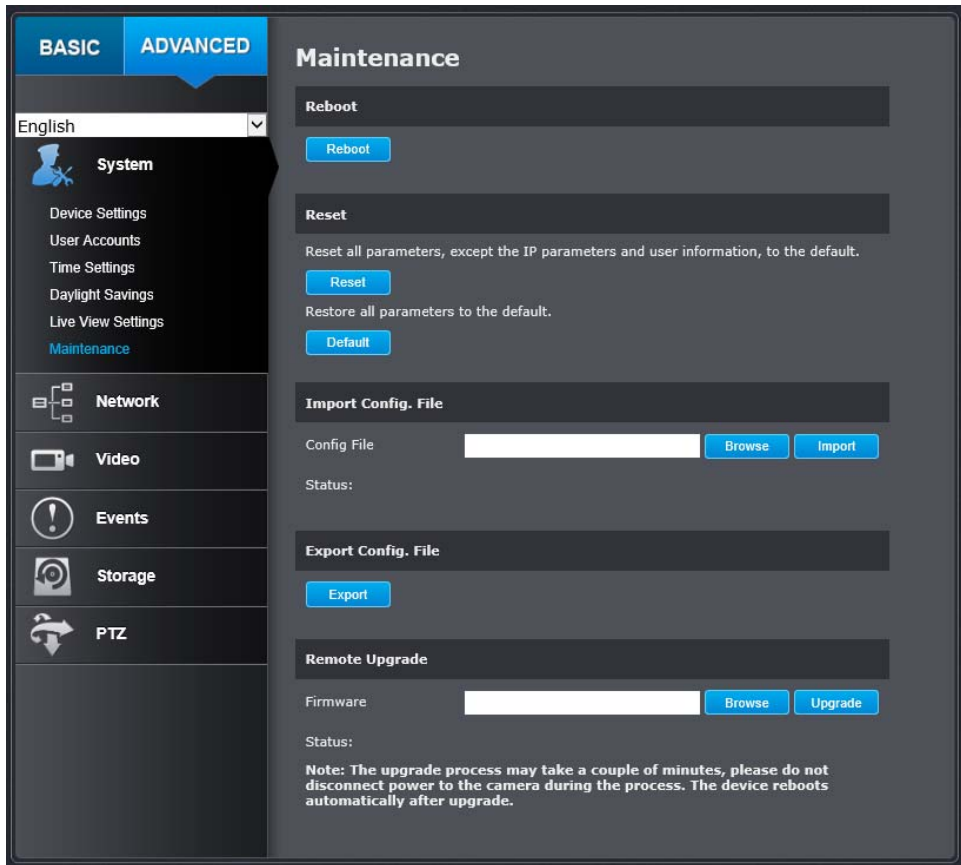 BASIC
ADVANCED
English
System
Device Settings
User Accounts
Time Settings
Daylight Savings
Live View Settings
Maintenance
Network
Video
Events
Storage
PTZ
Maintenance
Reboot
Reboot
Reset
Reset all parameters, except the IP parameters and user information, to the default.
Reset
Restore all parameters to the default.
Default
Import Config. File
Config File
Browse
Import
Status:
Export Config. File
Export
Remote Upgrade
Firmware
Browse
Upgrade
Status:
Note: The upgrade process may take a couple of minutes, please do not
disconnect power to the camera during the process. The device reboots
automatically after upgrade.